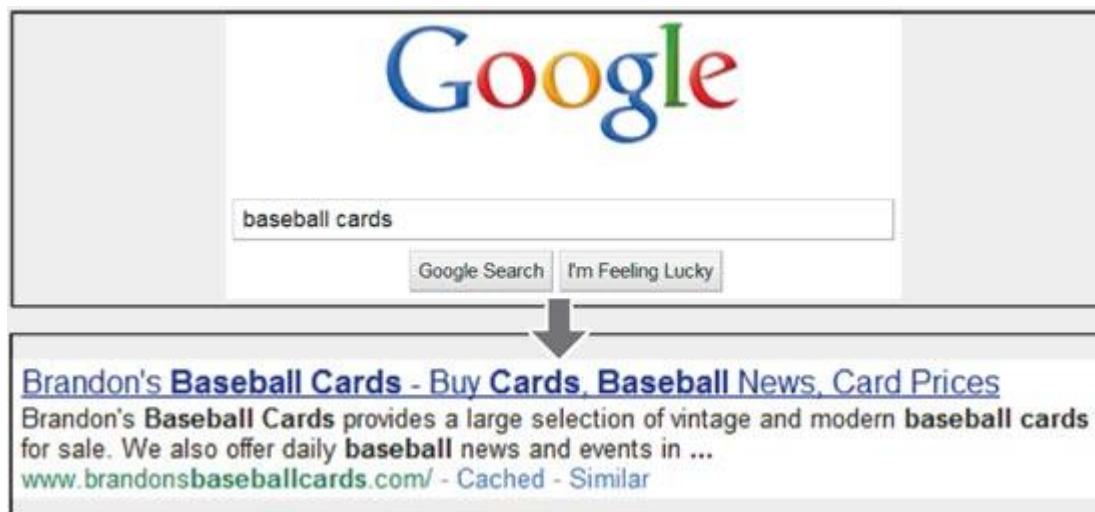 Google
baseball cards
Google Search I'm Feeling Lucky
Brandon's Baseball Cards - Buy Cards, Baseball News, Card Prices
Brandon's Baseball Cards provides a large selection of vintage and modern baseball cards
for sale. We also offer daily baseball news and events in ...
www.brandonsbaseballcards.com/ - Cached - Similar